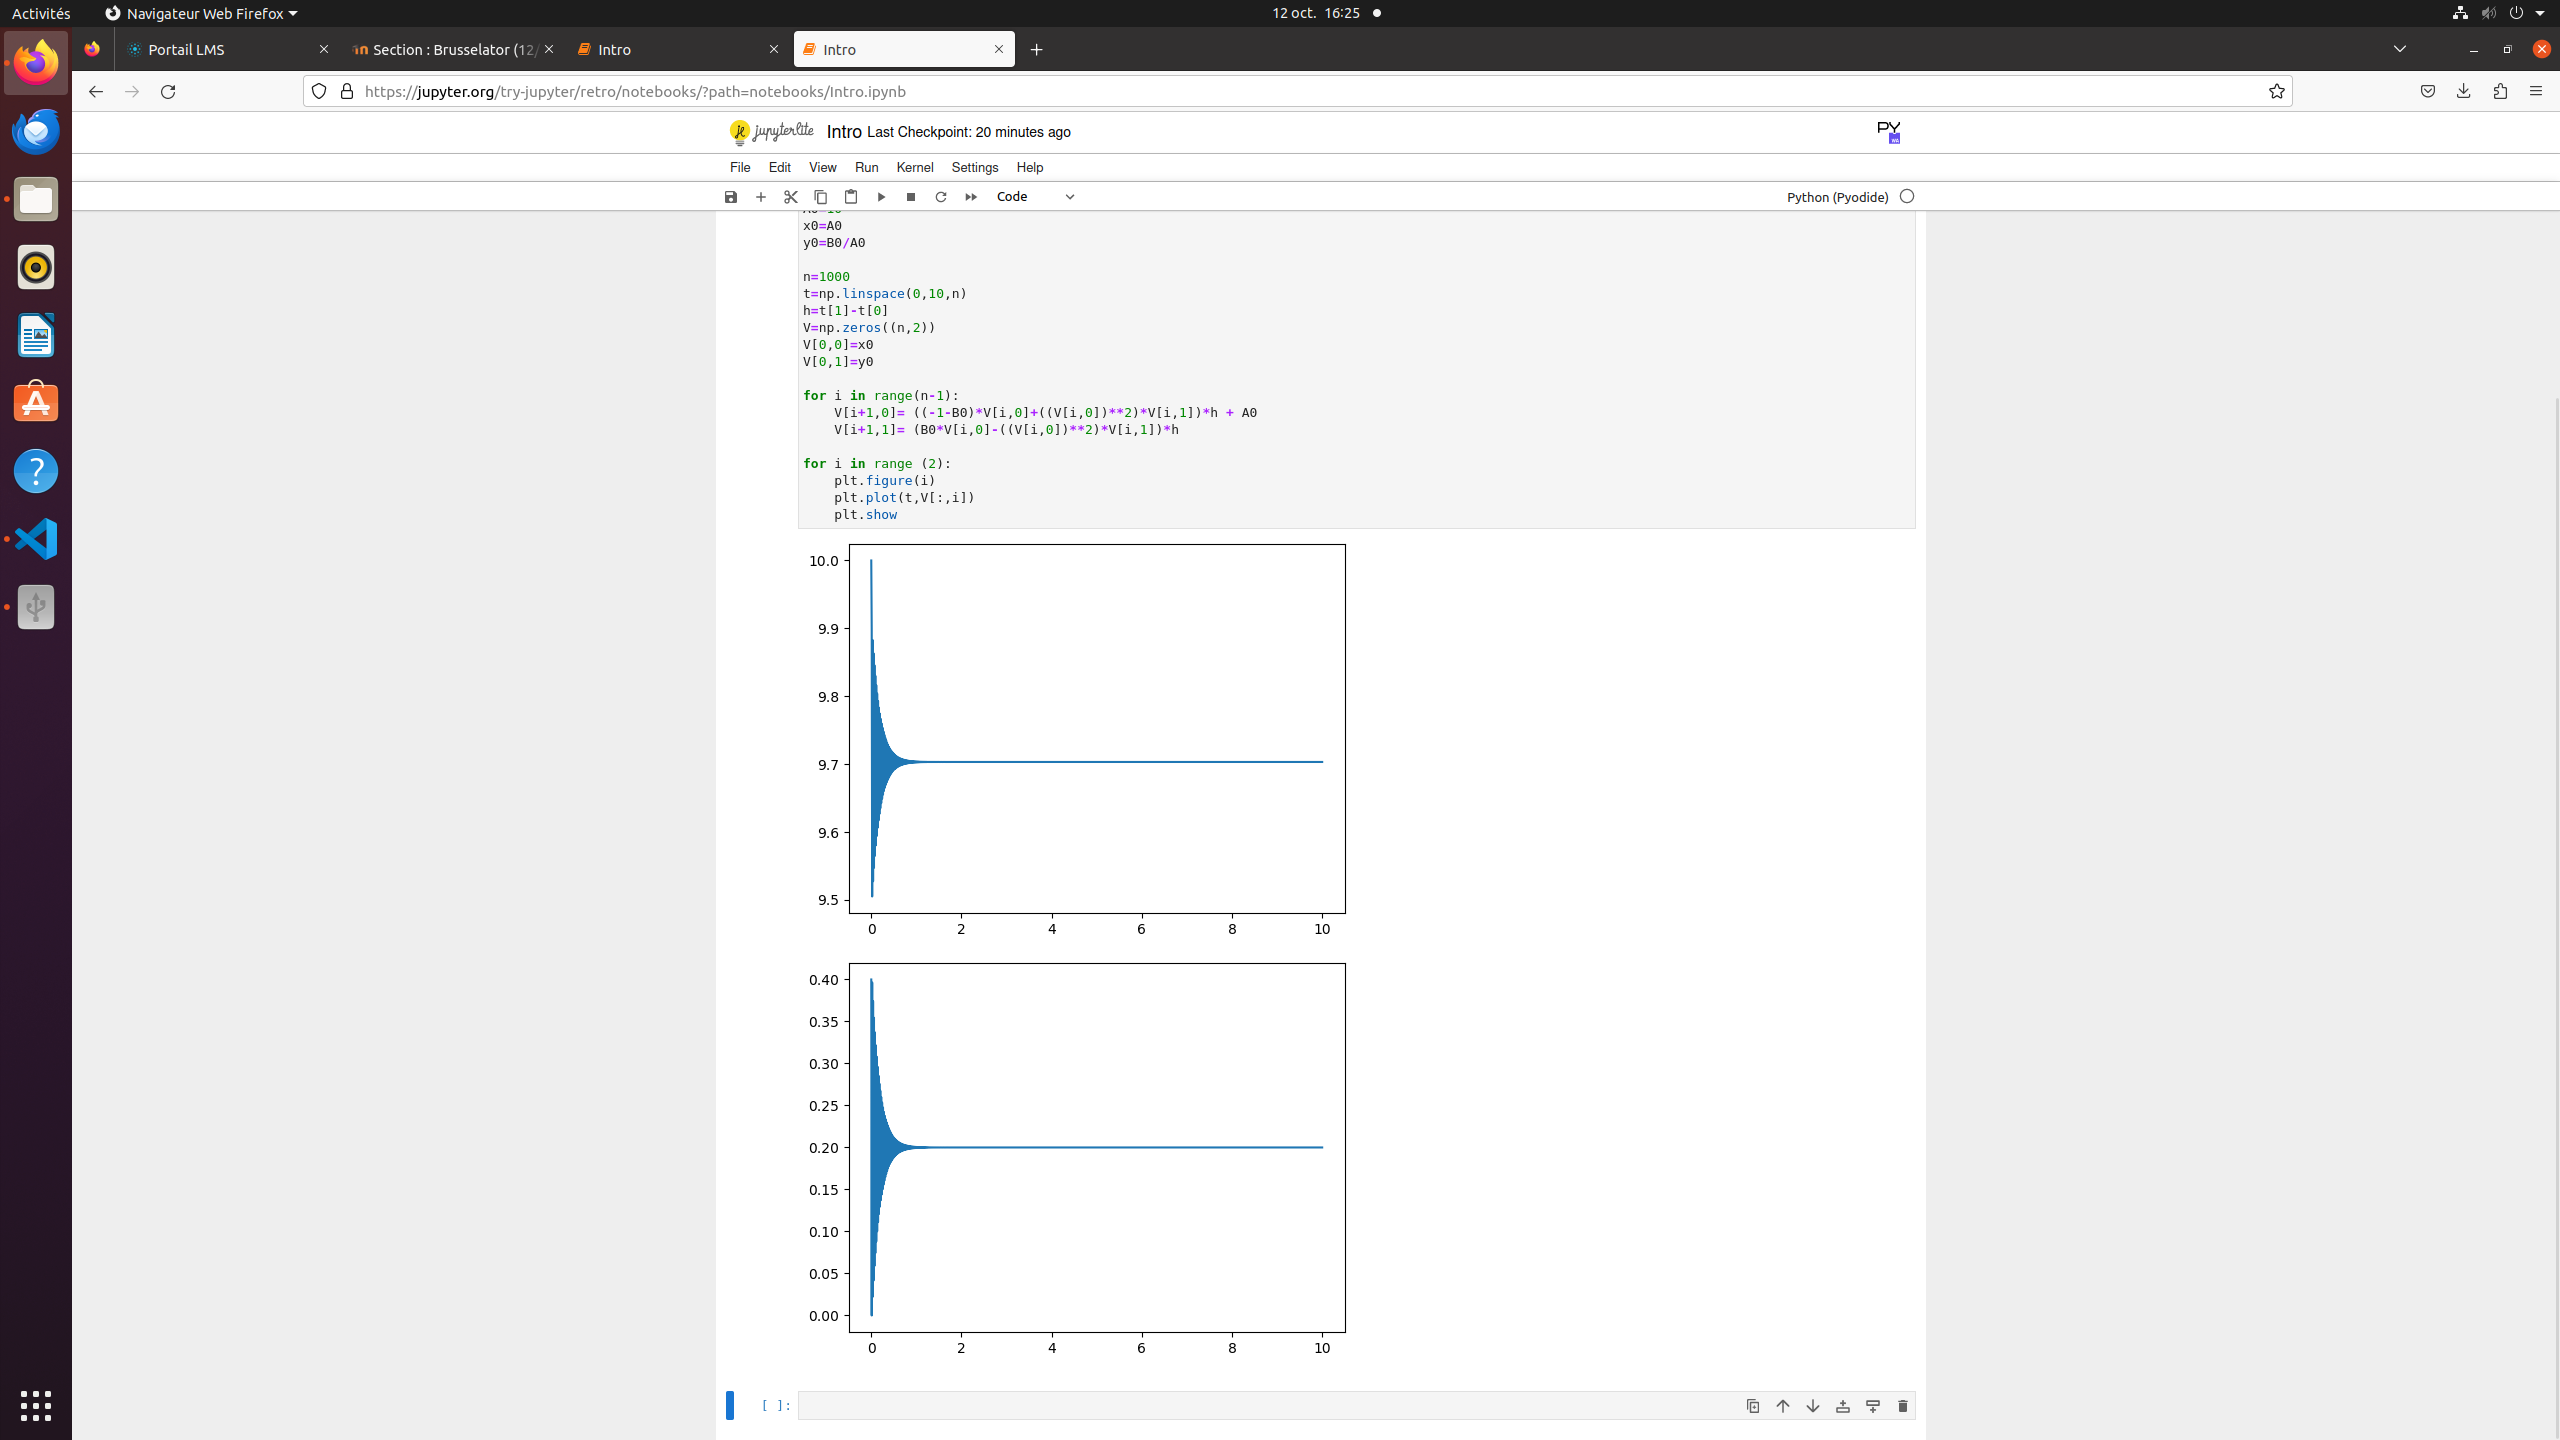 Activités
Navigateur Web Firefox
12 oct. 16:25
Portail LMS
Section : Brusselator (12/
Intro
Intro
https://jupyter.org/try-jupyter/retro/notebooks/?path=notebooks/Intro.ipynb
jupyterlite Intro Last Checkpoint: 20 minutes ago
PY
File Edit View Run Kernel Settings Help
Code
Python (Pyodide)
A0=10
x0=A0
y0=B0/A0
n=1000
t=np.linspace(0,10,n)
h=t[1]-t[0]
V=np.zeros((n,2))
V[0,0]=x0
V[0,1]=y0
for i in range(n-1):
    V[i+1,0]= ((-1-B0)*V[i,0]+((V[i,0])**2)*V[i,1])*h + A0
    V[i+1,1]= (B0*V[i,0]-((V[i,0])**2)*V[i,1])*h
for i in range (2):
    plt.figure(i)
    plt.plot(t,V[:,i])
    plt.show
10.0
9.9
9.8
9.7
9.6
9.5
0 2 4 6 8 10
0.40
0.35
0.30
0.25
0.20
0.15
0.10
0.05
0.00
0 2 4 6 8 10
[ ]: